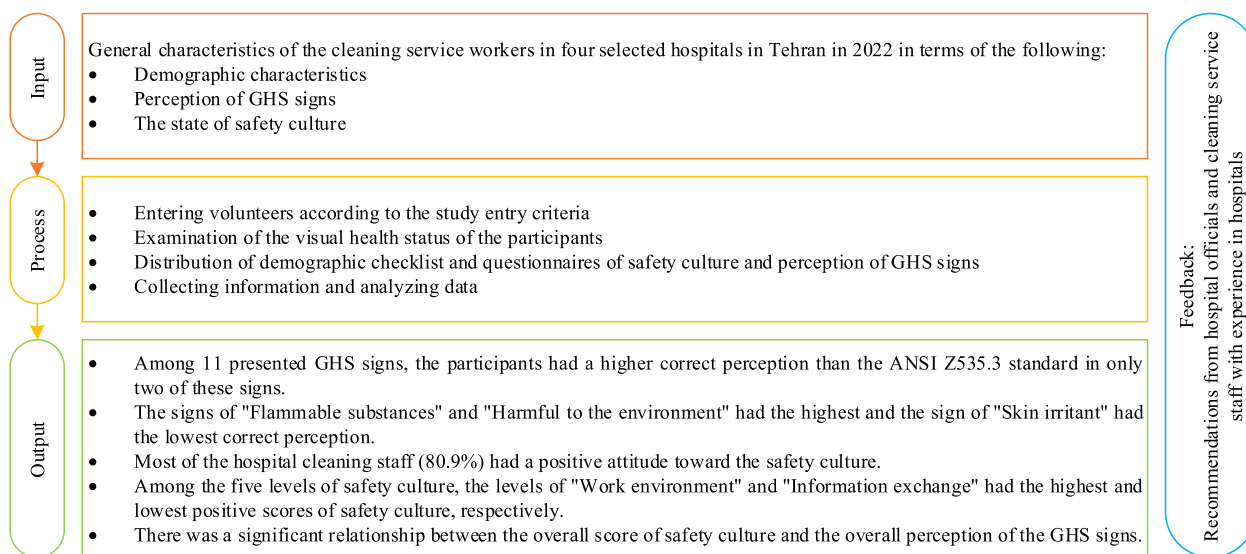 Input
General characteristics of the cleaning service workers in four selected hospitals in Tehran in 2022 in terms of the following:
• Demographic characteristics
• Perception of GHS signs
• The state of safety culture
Process
• Entering volunteers according to the study entry criteria
• Examination of the visual health status of the participants
• Distribution of demographic checklist and questionnaires of safety culture and perception of GHS signs
• Collecting information and analyzing data
Output
• Among 11 presented GHS signs, the participants had a higher correct perception than the ANSI Z535.3 standard in only
two of these signs.
• The signs of "Flammable substances" and "Harmful to the environment" had the highest and the sign of "Skin irritant" had
the lowest correct perception.
• Most of the hospital cleaning staff (80.9%) had a positive attitude toward the safety culture.
• Among the five levels of safety culture, the levels of "Work environment" and "Information exchange" had the highest and
lowest positive scores of safety culture, respectively.
• There was a significant relationship between the overall score of safety culture and the overall perception of the GHS signs.
Feedback:
Recommendations from hospital officials and cleaning service
staff with experience in hospitals